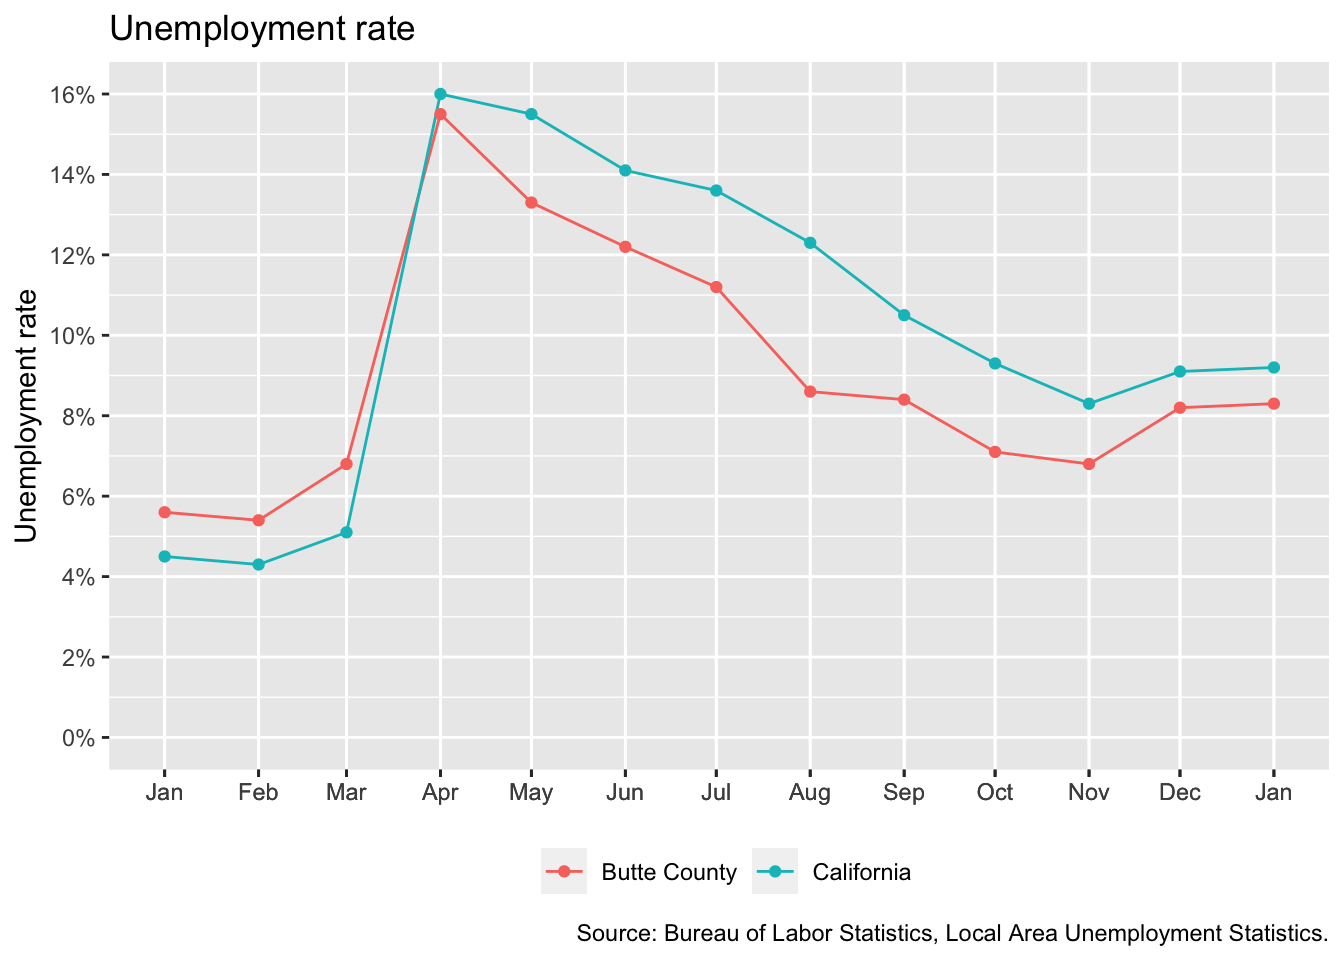 Unemployment rate
Unemployment rate
16%
14%
12%
10%
8%
6%
4%
2%
0%
Jan Feb Mar Apr May Jun Jul Aug Sep Oct Nov Dec Jan
Butte County California
Source: Bureau of Labor Statistics, Local Area Unemployment Statistics.